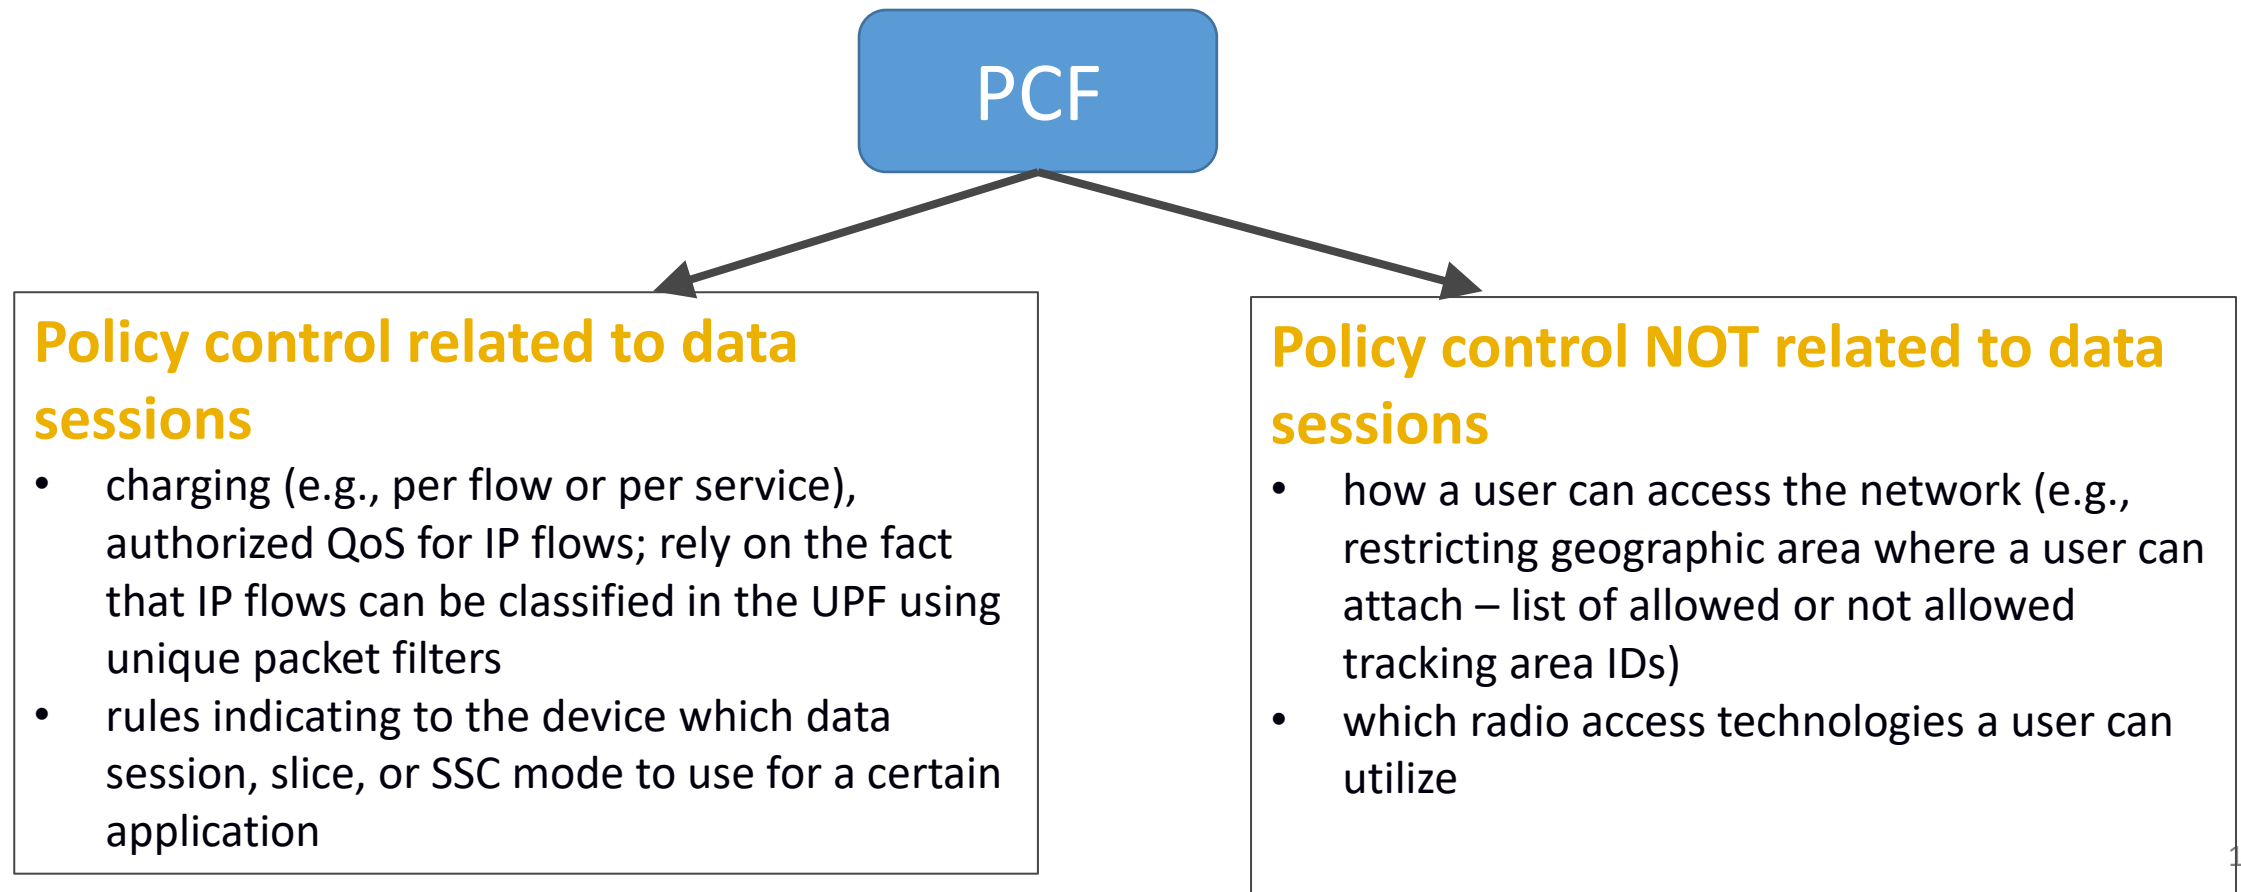 PCF
Policy control related to data
sessions
• charging (e.g., per flow or per service),
authorized QoS for IP flows; rely on the fact
that IP flows can be classified in the UPF using
unique packet filters
• rules indicating to the device which data
session, slice, or SSC mode to use for a certain
application
Policy control NOT related to data
sessions
• how a user can access the network (e.g.,
restricting geographic area where a user can
attach – list of allowed or not allowed
tracking area IDs)
• which radio access technologies a user can
utilize
1